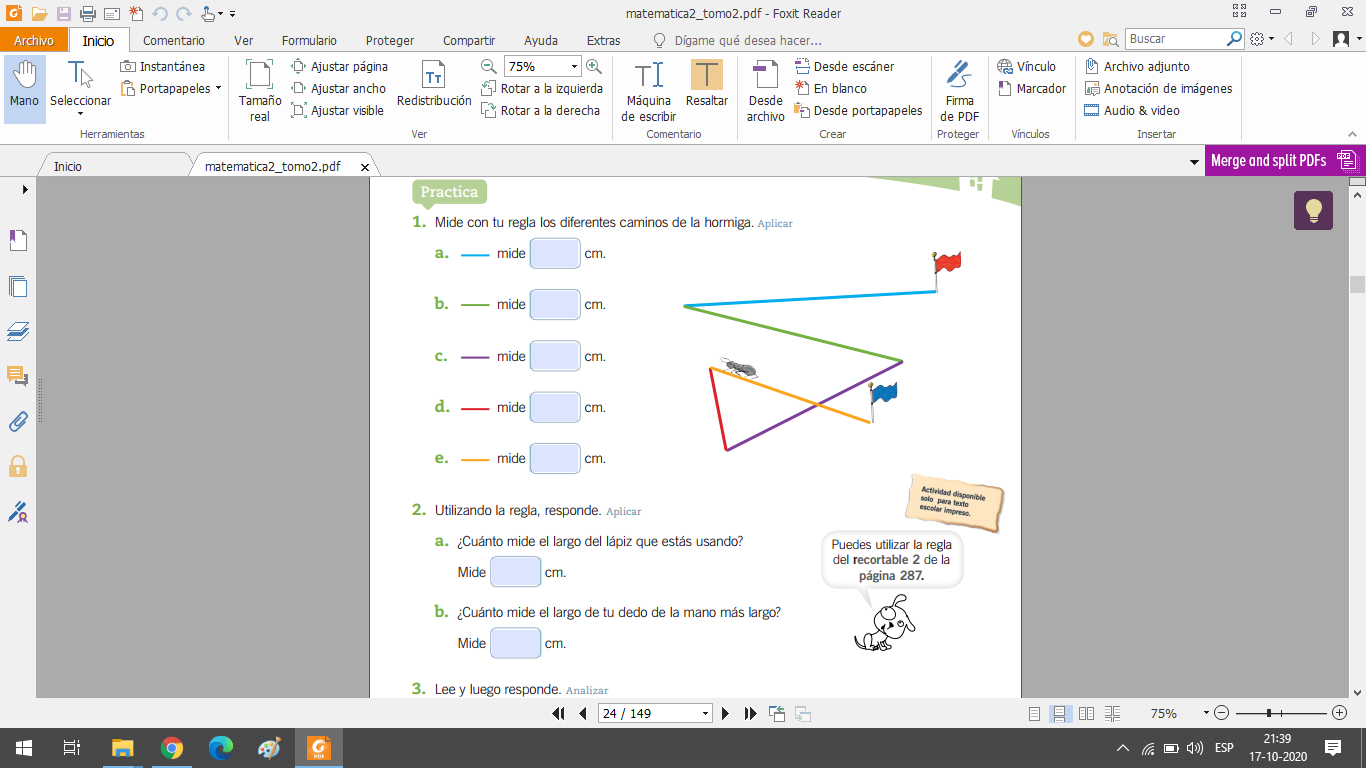 matematica2_tomo2.pdf - Foxit Reader
Archivo Inicio Comentario Ver Formulario Proteger Compartir Ayuda Extras Dígame qué desea hacer... Buscar
Mano
Seleccionar
Instantánea
Portapapeles
Herramientas
Tamaño real
Ajustar página
Ajustar ancho
Ajustar visible
Redistribución
75%
Rotar a la izquierda
Rotar a la derecha
Ver
Máquina de escribir
Resaltar
Comentario
Desde archivo
Desde escáner
En blanco
Desde portapapeles
Crear
Firma de PDF
Proteger
Vínculo
Marcador
Vínculos
Archivo adjunto
Anotación de imágenes
Audio & video
Insertar
Inicio
matematica2_tomo2.pdf
Merge and split PDFs
Practica
1. Mide con tu regla los diferentes caminos de la hormiga. Aplicar
a. mide cm.
b. mide cm.
c. mide cm.
d. mide cm.
e. mide cm.
2. Utilizando la regla, responde. Aplicar
a. ¿Cuánto mide el largo del lápiz que estás usando?
Mide cm.
b. ¿Cuánto mide el largo de tu dedo de la mano más largo?
Mide cm.
Actividad disponible
solo para texto
escolar impreso.
Puedes utilizar la regla
del recortable 2 de la
página 287.
3. Lee y luego responde. Analizar
24 / 149
75%
PDF
ESP
21:39
17-10-2020